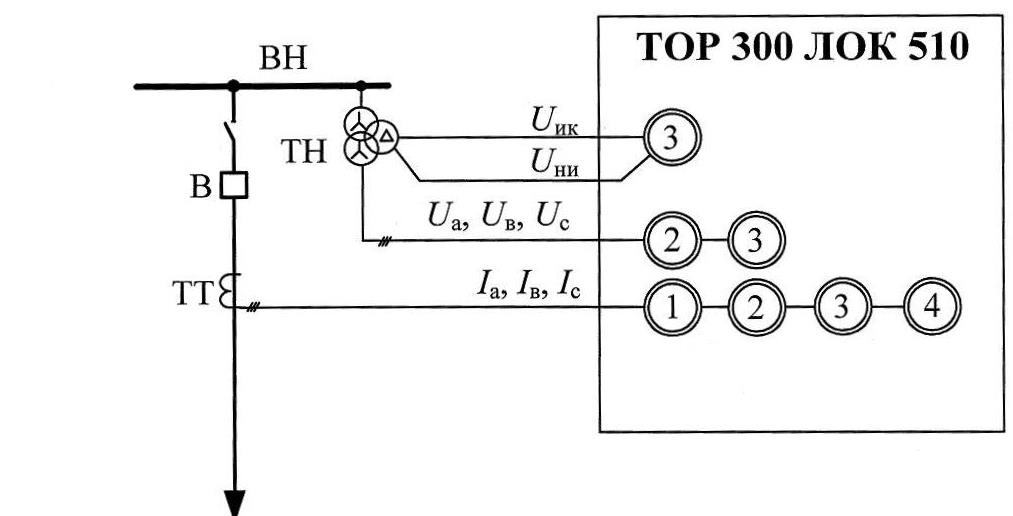 ТОР 300 ЛОК 510
ВН
ТН
Uик
Uни
3
В
Uа, Uв, Uс
2 3
ТТ
Iа, Iв, Iс
1 2 3 4